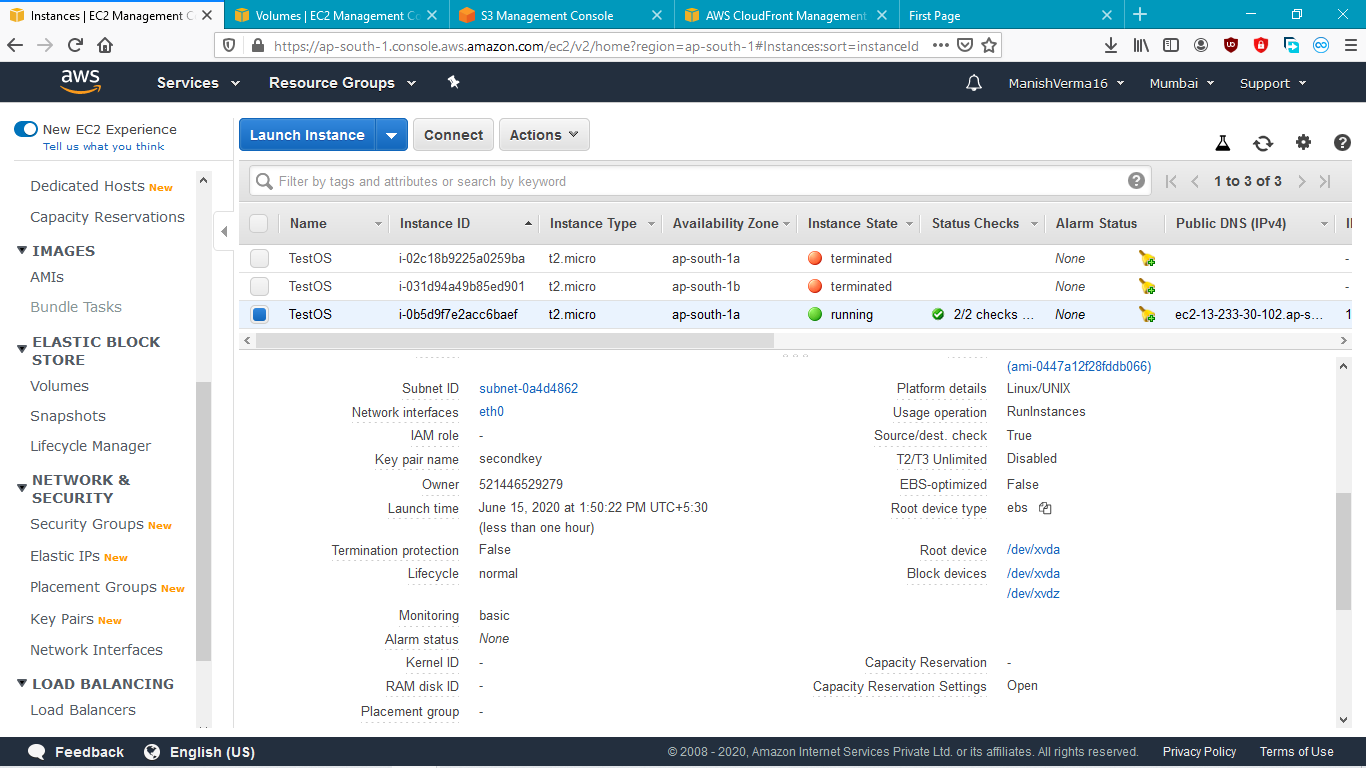 Instances | EC2 Management Co
Volumes | EC2 Management Co
S3 Management Console
AWS CloudFront Management
First Page
https://ap-south-1.console.aws.amazon.com/ec2/v2/home?region=ap-south-1#Instances:sort=instanceId
aws
Services
Resource Groups
ManishVerma16
Mumbai
Support
New EC2 Experience
Tell us what you think
Dedicated Hosts New
Capacity Reservations
IMAGES
AMIs
Bundle Tasks
ELASTIC BLOCK
STORE
Volumes
Snapshots
Lifecycle Manager
NETWORK &
SECURITY
Security Groups New
Elastic IPs New
Placement Groups New
Key Pairs New
Network Interfaces
LOAD BALANCING
Load Balancers
Launch Instance
Connect
Actions
Filter by tags and attributes or search by keyword
1 to 3 of 3
Name Instance ID Instance Type Availability Zone Instance State Status Checks Alarm Status Public DNS (IPv4)
TestOS i-02c18b9225a0259ba t2.micro ap-south-1a terminated None -
TestOS i-031d94a49b85ed901 t2.micro ap-south-1b terminated None -
TestOS i-0b5d9f7e2acc6baef t2.micro ap-south-1a running 2/2 checks ... None ec2-13-233-30-102.ap-s... 1
(ami-0447a12f28fddb066)
Subnet ID subnet-0a4d4862
Platform details Linux/UNIX
Network interfaces eth0
Usage operation RunInstances
IAM role -
Source/dest. check True
Key pair name secondkey
T2/T3 Unlimited Disabled
Owner 521446529279
EBS-optimized False
Launch time June 15, 2020 at 1:50:22 PM UTC+5:30
(less than one hour)
Root device type ebs
Termination protection False
Root device /dev/xvda
Lifecycle normal
Block devices /dev/xvda
/dev/xvdz
Monitoring basic
Alarm status None
Kernel ID -
Capacity Reservation -
RAM disk ID -
Capacity Reservation Settings Open
Placement group -
Feedback
English (US)
© 2008 - 2020, Amazon Internet Services Private Ltd. or its affiliates. All rights reserved.
Privacy Policy
Terms of Use